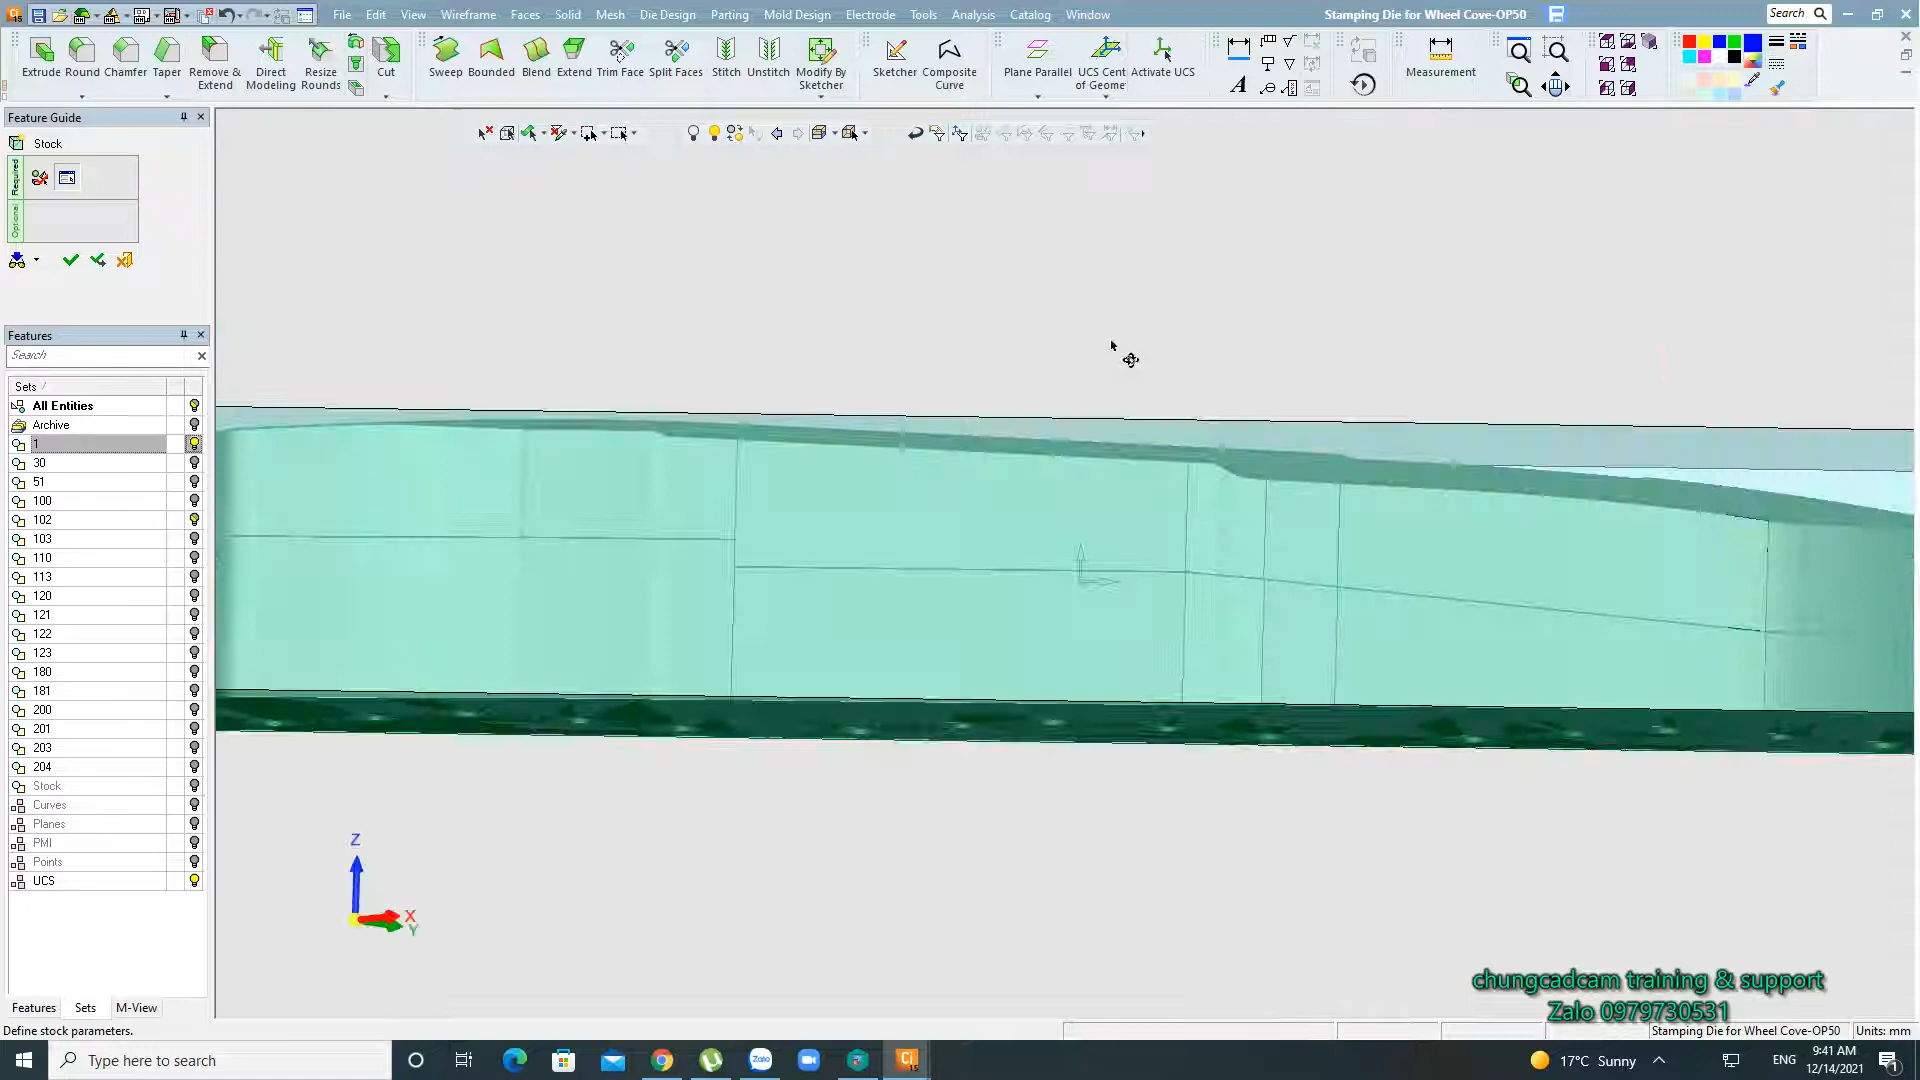 File Edit View Wireframe Faces Solid Mesh Die Design Parting Mold Design Electrode Tools Analysis Catalog Window
Stamping Die for Wheel Cove-OP50
Search
Extrude Round Chamfer Taper Remove & Extend Direct Modeling Resize Rounds Cut
Sweep Bounded Blend Extend Trim Face Split Faces Stitch Unstitch Modify By Sketcher
Sketcher Composite Curve
Plane Parallel UCS Cent of Geome Activate UCS
A
Measurement
Feature Guide
Stock
Required
Optional
Features
Search
Sets
All Entities
Archive
1
30
51
100
102
103
110
113
120
121
122
123
180
181
200
201
203
204
Stock
Curves
Planes
PMI
Points
UCS
Z
X
Y
Features Sets M-View
chungcadcam training & support
Zalo 0979730531
Define stock parameters.
Stamping Die for Wheel Cove-OP50 Units: mm
Type here to search
Zalo
Ci
15
17°C Sunny
ENG
9:41 AM
12/14/2021
1